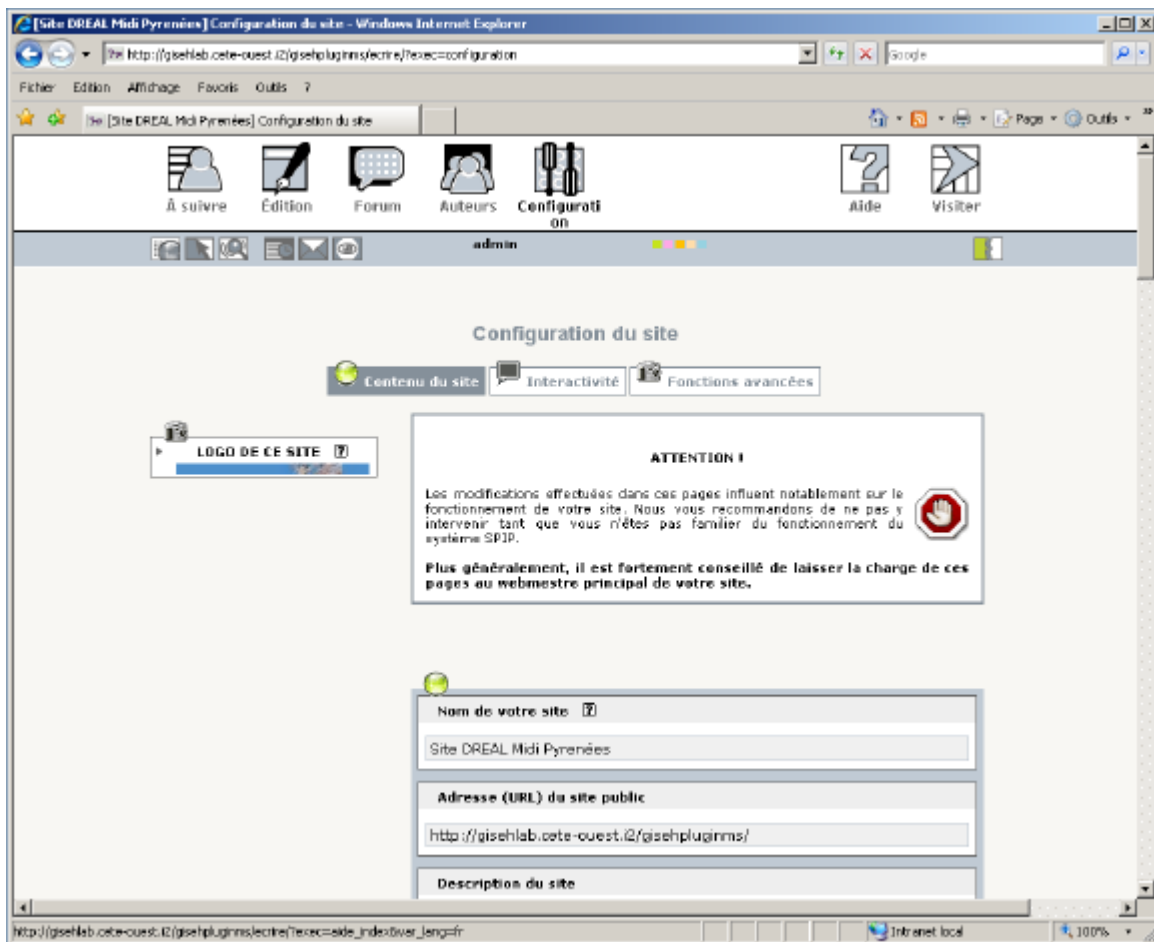 [Site DREAL Midi Pyrenées] Configuration du site - Windows Internet Explorer
http://gisehlab.cete-ouest.i2/gisehpluginms/ecrire/?exec=configuration
Google
Fichier Edition Affichage Favoris Outils ?
[Site DREAL Midi Pyrenées] Configuration du site
Page Outils
À suivre Édition Forum Auteurs Configurati
on
Aide Visiter
admin
Configuration du site
Contenu du site Interactivité Fonctions avancées
LOGO DE CE SITE ?
ATTENTION !
Les modifications effectuées dans ces pages influent notablement sur le
fonctionnement de votre site. Nous vous recommandons de ne pas y
intervenir tant que vous n'êtes pas familier du fonctionnement du
système SPIP.
Plus généralement, il est fortement conseillé de laisser la charge de ces
pages au webmestre principal de votre site.
Nom de votre site ?
Site DREAL Midi Pyrenées
Adresse (URL) du site public
http://gisehlab.cete-ouest.i2/gisehpluginms/
Description du site
http://gisehlab.cete-ouest.i2/gisehpluginms/ecrire/?exec=aide_index&var_lang=fr
Intranet local
100%